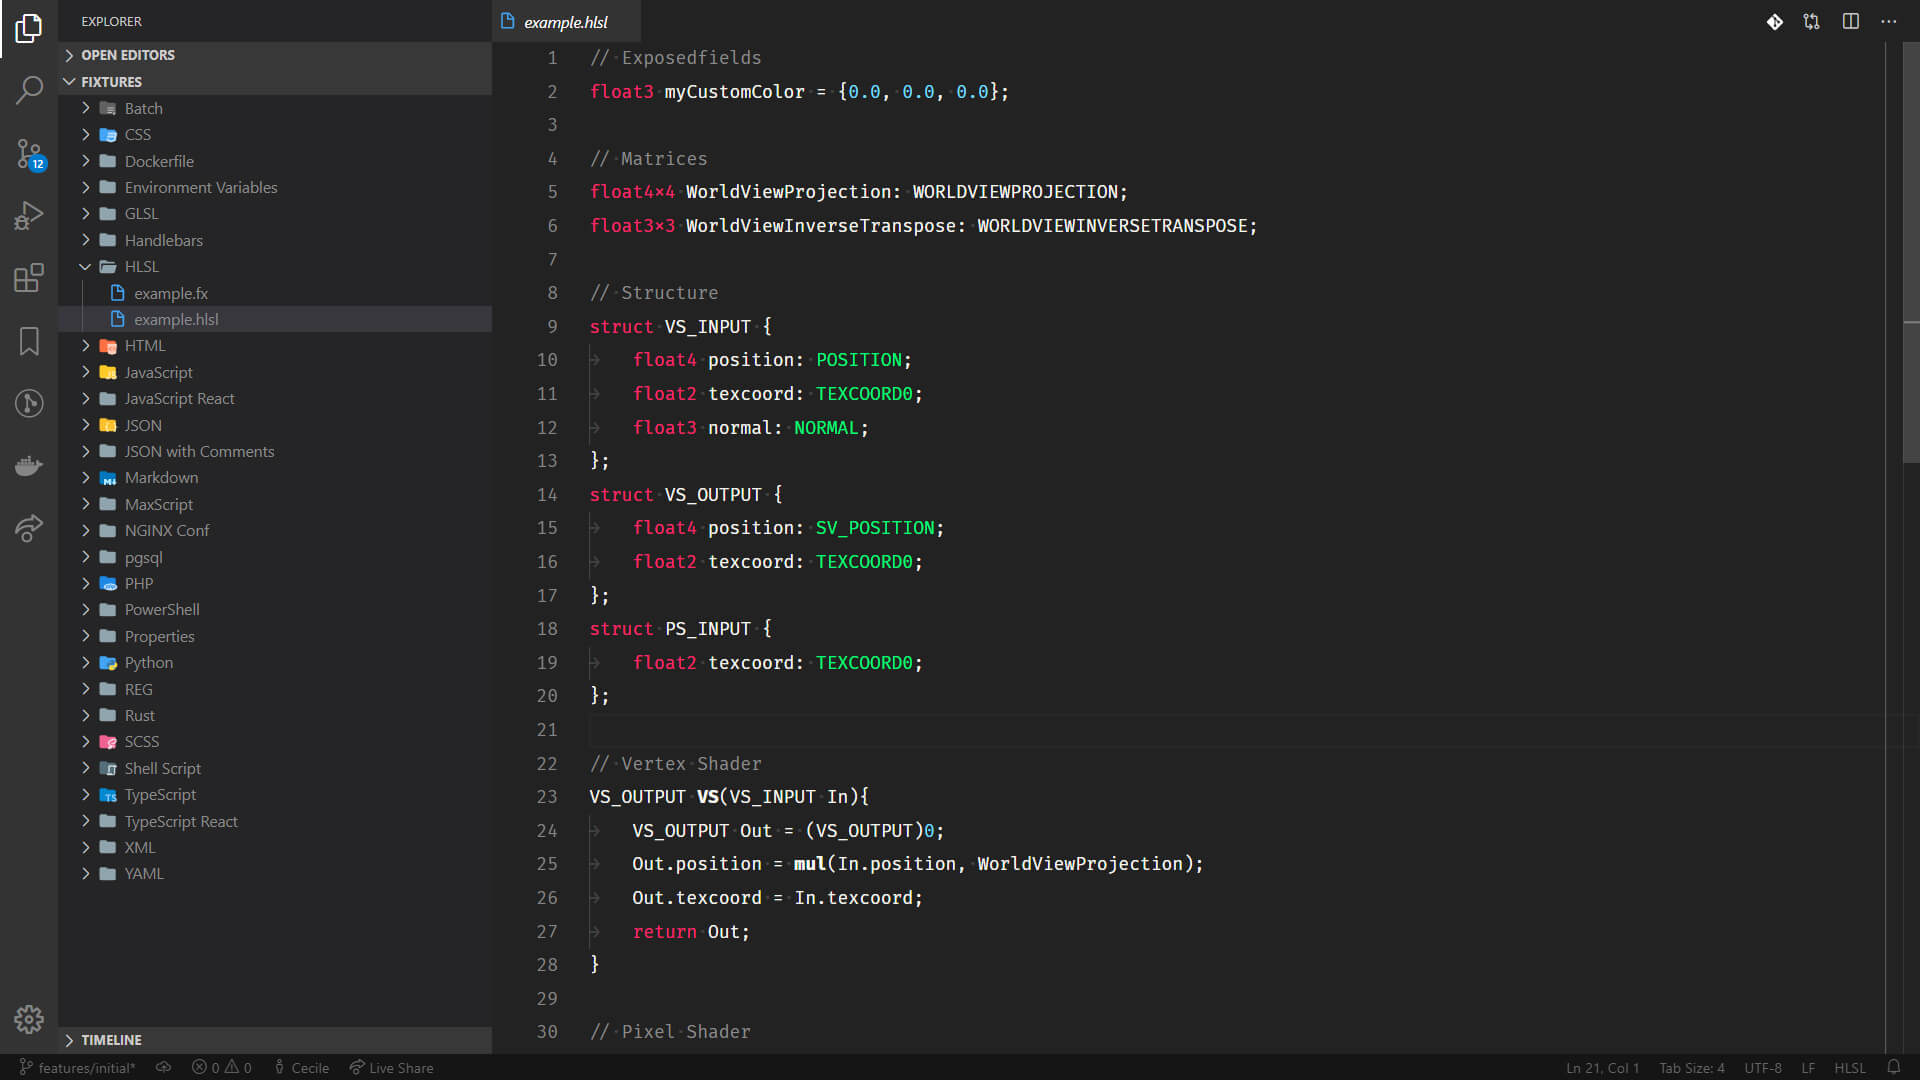 EXPLORER
OPEN EDITORS
FIXTURES
Batch
CSS
Dockerfile
Environment Variables
GLSL
Handlebars
HLSL
example.fx
example.hlsl
HTML
JavaScript
JavaScript React
JSON
JSON with Comments
Markdown
MaxScript
NGINX Conf
pgsql
PHP
PowerShell
Properties
Python
REG
Rust
SCSS
Shell Script
TypeScript
TypeScript React
XML
YAML
TIMELINE
12
example.hlsl
1 // Exposedfields
2 float3 myCustomColor = {0.0, 0.0, 0.0};
3
4 // Matrices
5 float4×4 WorldViewProjection: WORLDVIEWPROJECTION;
6 float3×3 WorldViewInverseTranspose: WORLDVIEWINVERSETRANSPOSE;
7
8 // Structure
9 struct VS_INPUT {
10 float4 position: POSITION;
11 float2 texcoord: TEXCOORD0;
12 float3 normal: NORMAL;
13 };
14 struct VS_OUTPUT {
15 float4 position: SV_POSITION;
16 float2 texcoord: TEXCOORD0;
17 };
18 struct PS_INPUT {
19 float2 texcoord: TEXCOORD0;
20 };
21
22 // Vertex Shader
23 VS_OUTPUT VS(VS_INPUT In){
24 VS_OUTPUT Out = (VS_OUTPUT)0;
25 Out.position = mul(In.position, WorldViewProjection);
26 Out.texcoord = In.texcoord;
27 return Out;
28 }
29
30 // Pixel Shader
features/initial* 0 0 Cecile Live Share Ln 21, Col 1 Tab Size: 4 UTF-8 LF HLSL